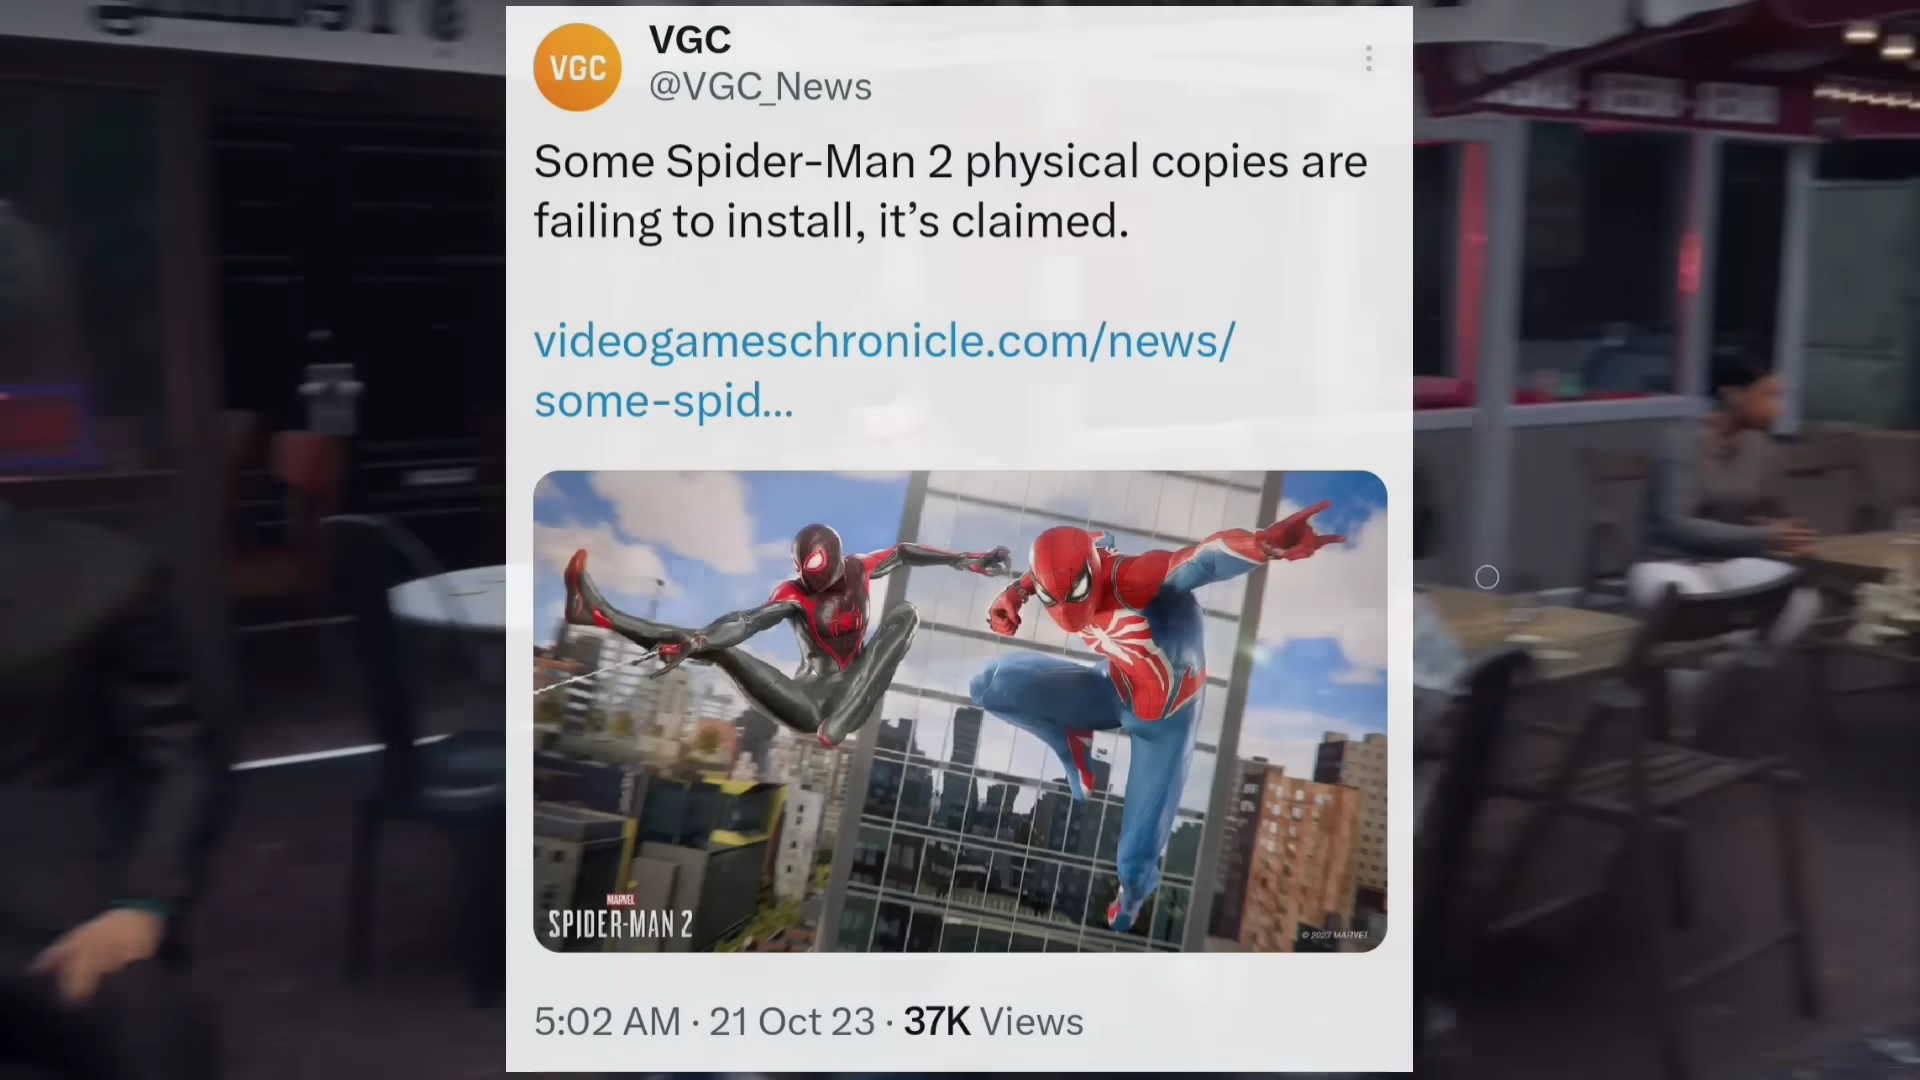 VGC
VGC
@VGC_News
Some Spider-Man 2 physical copies are
failing to install, it’s claimed.
videogameschronicle.com/news/
some-spid...
MARVEL
SPIDER-MAN 2
© 2023 MARVEL
5:02 AM · 21 Oct 23 · 37K Views